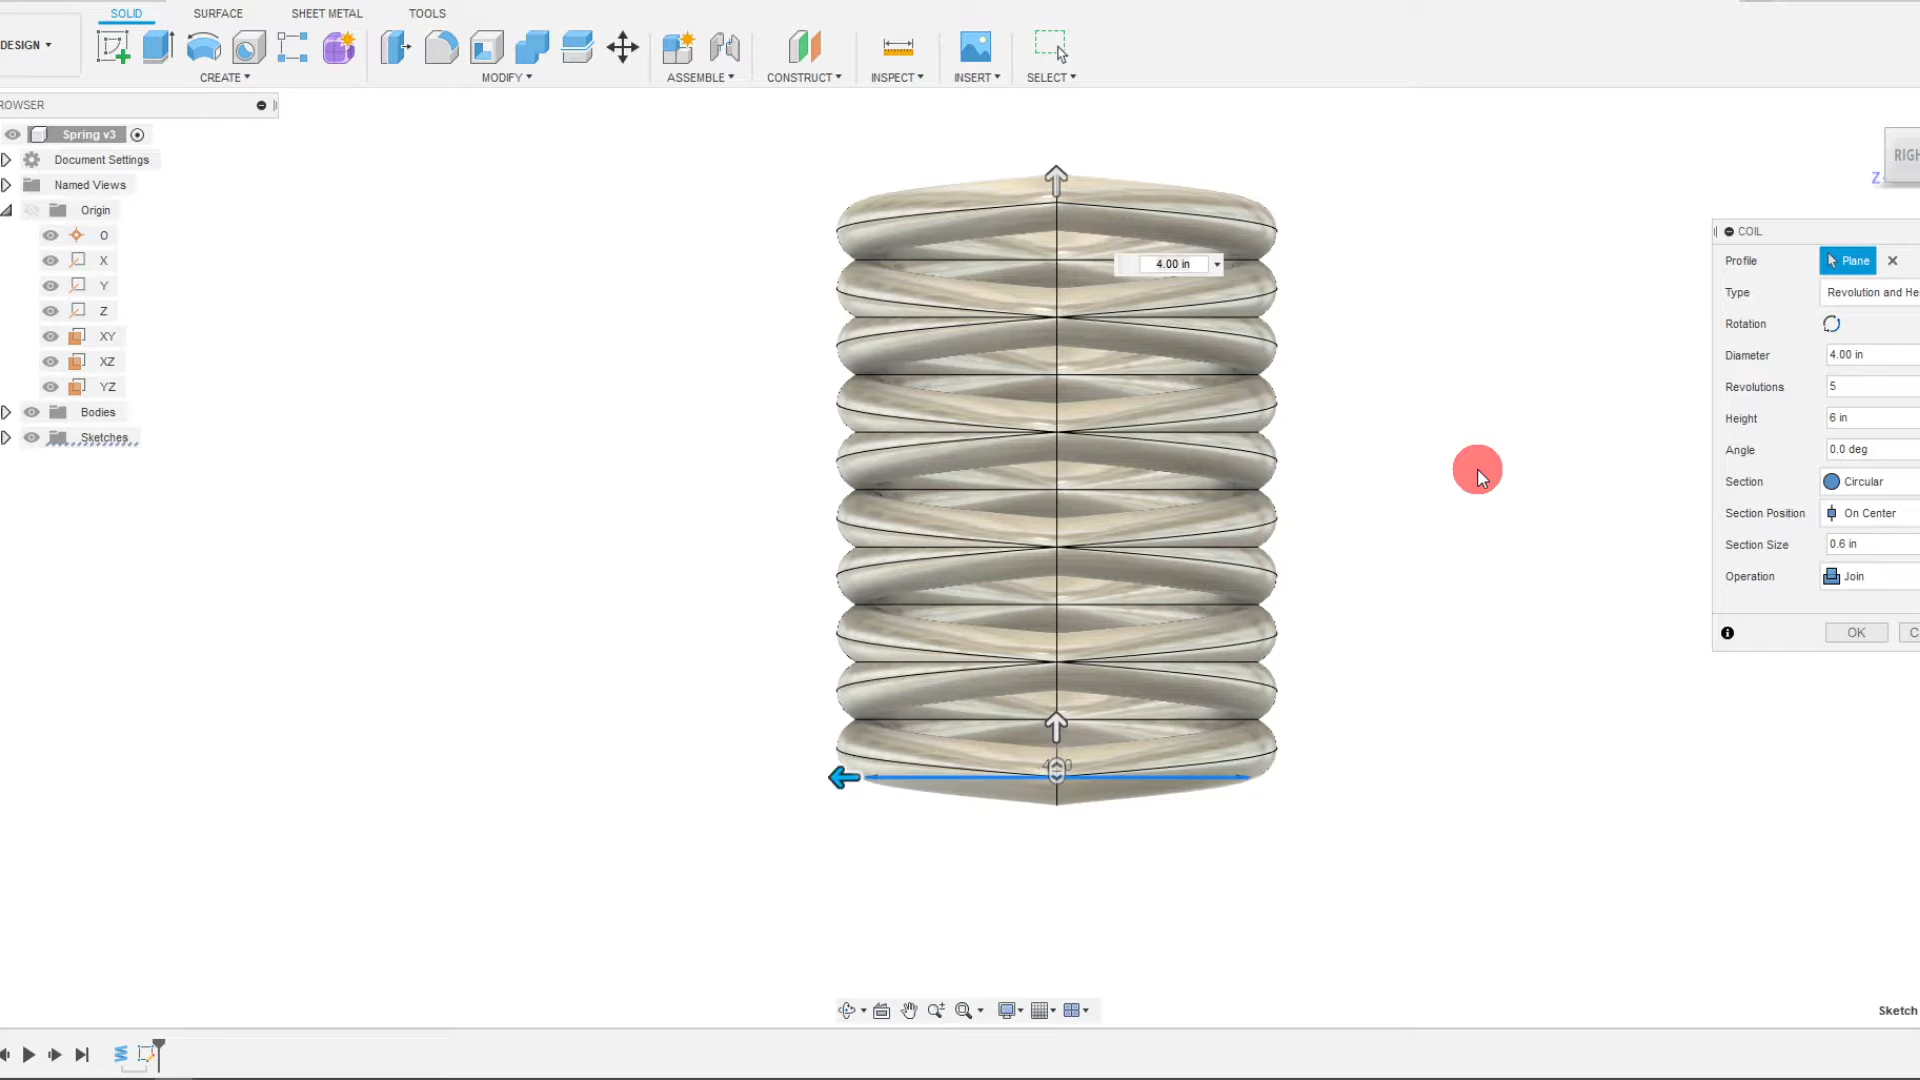 SOLID SURFACE SHEET METAL TOOLS
DESIGN
CREATE MODIFY ASSEMBLE CONSTRUCT INSPECT INSERT SELECT
ROWSER
Spring v3
Document Settings
Named Views
Origin
O
X
Y
Z
XY
XZ
YZ
Bodies
Sketches
4.00 in
RIGH
Z
COIL
Profile Plane
Type Revolution and He
Rotation
Diameter 4.00 in
Revolutions 5
Height 6 in
Angle 0.0 deg
Section Circular
Section Position On Center
Section Size 0.6 in
Operation Join
OK C
Sketch